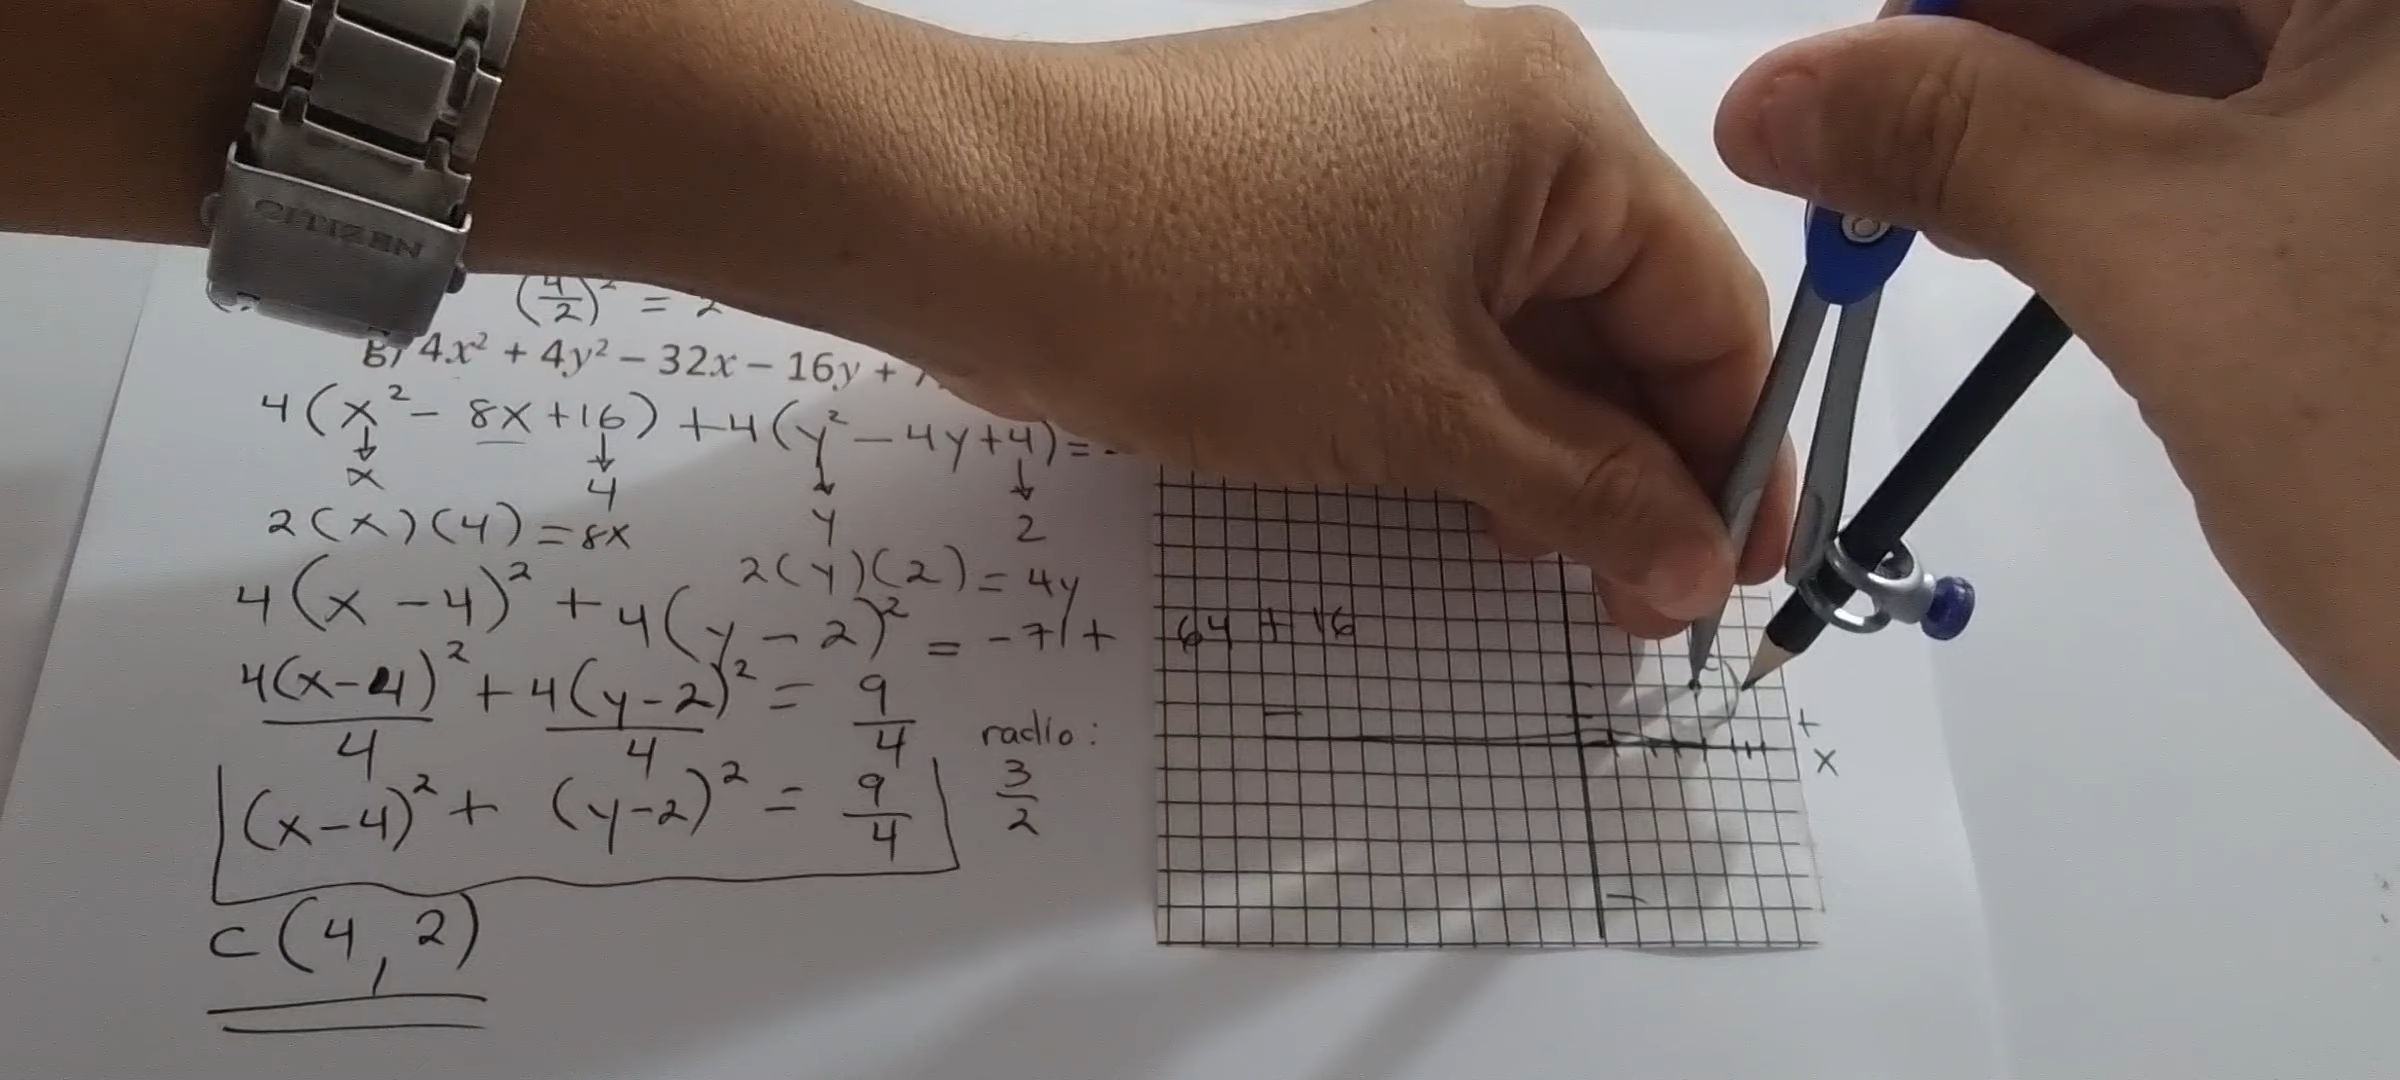 CITIZEN
(4/2)² = 2
g) 4x² + 4y² – 32x – 16y +
4(x² – 8x + 16) + 4(y² – 4y + 4) = -
x 4 y 2
2(x)(4) = 8x
2(y)(2) = 4y
4(x – 4)² + 4(y – 2)² = – 71 + 64 + 16
4(x–4)²/4 + 4(y–2)²/4 = 9/4
radio:
3/2
(x–4)² + (y–2)² = 9/4
C(4, 2)
+
x